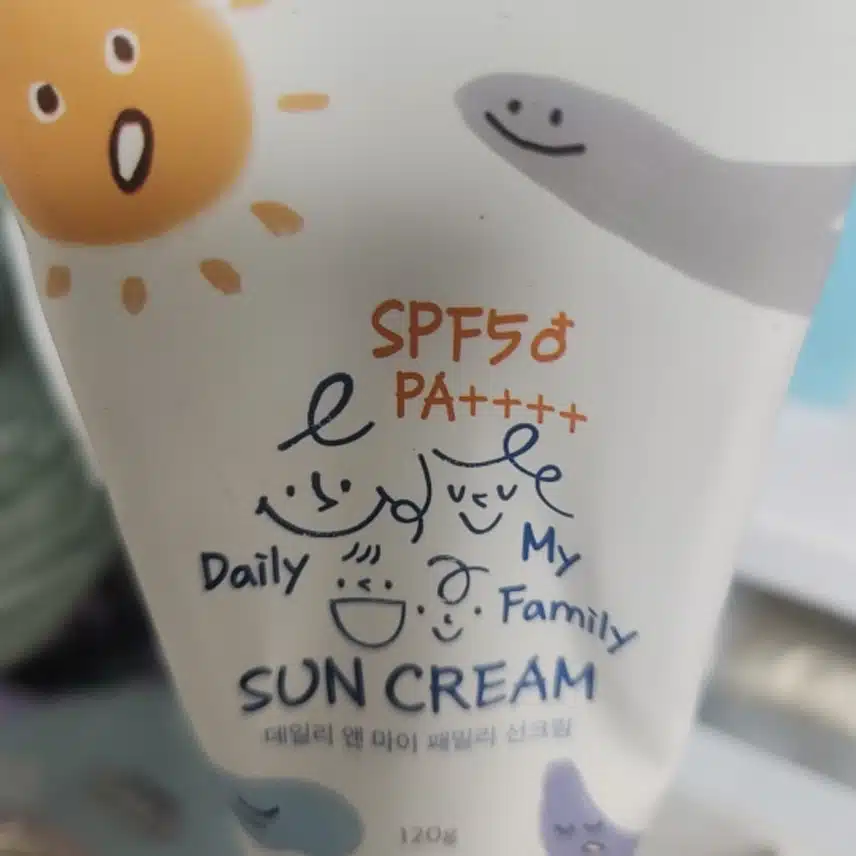 SPF50
PA++++
Daily
My
Family
SUN CREAM
데일리 앤 마이 패밀리 선크림
120g